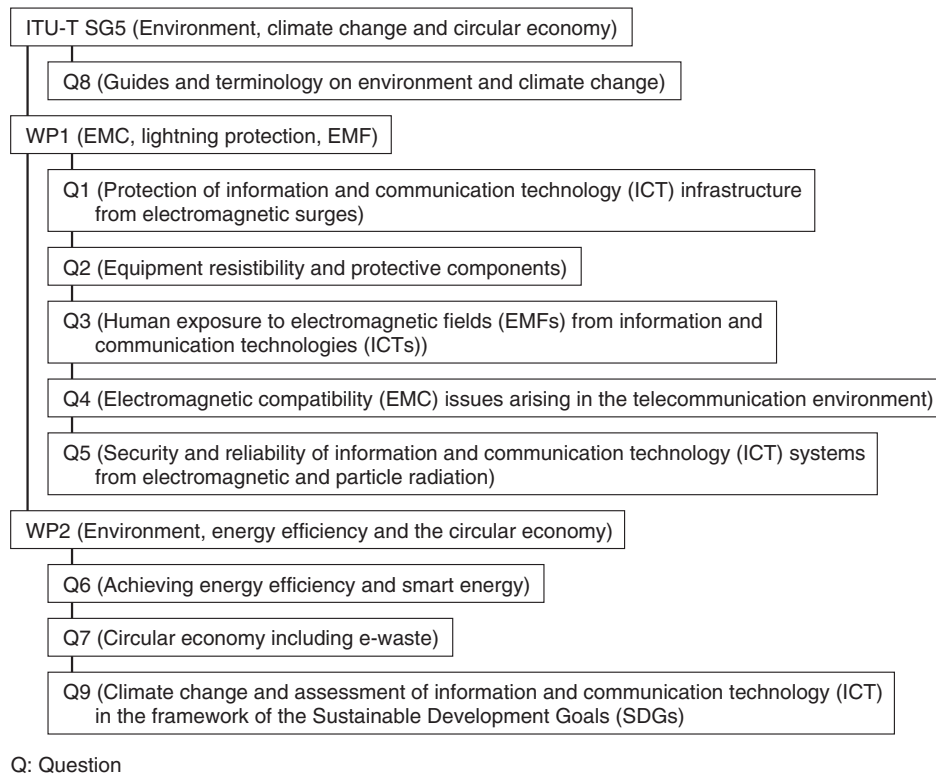 ITU-T SG5 (Environment, climate change and circular economy)
Q8 (Guides and terminology on environment and climate change)
WP1 (EMC, lightning protection, EMF)
Q1 (Protection of information and communication technology (ICT) infrastructure
from electromagnetic surges)
Q2 (Equipment resistibility and protective components)
Q3 (Human exposure to electromagnetic fields (EMFs) from information and
communication technologies (ICTs))
Q4 (Electromagnetic compatibility (EMC) issues arising in the telecommunication environment)
Q5 (Security and reliability of information and communication technology (ICT) systems
from electromagnetic and particle radiation)
WP2 (Environment, energy efficiency and the circular economy)
Q6 (Achieving energy efficiency and smart energy)
Q7 (Circular economy including e-waste)
Q9 (Climate change and assessment of information and communication technology (ICT)
in the framework of the Sustainable Development Goals (SDGs)
Q: Question